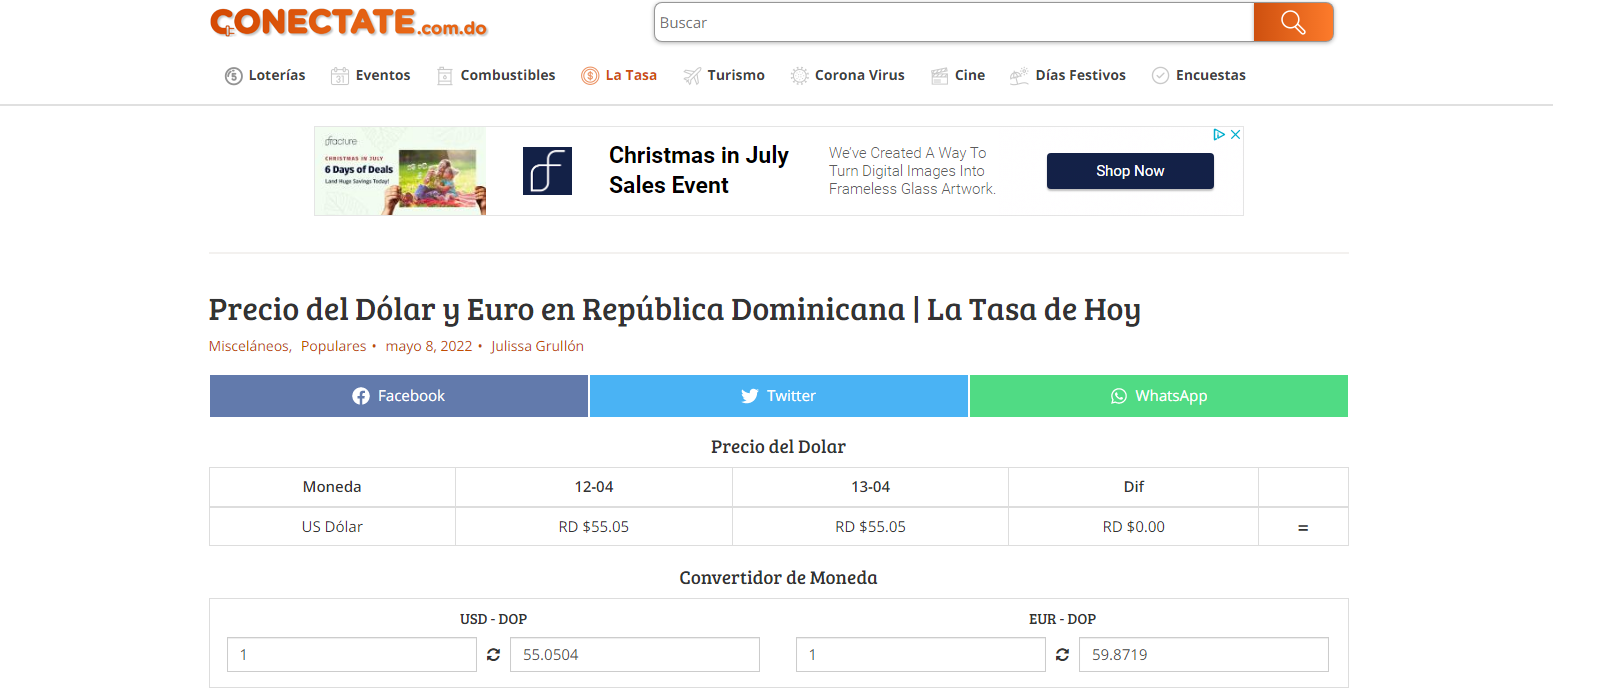 CONECTATE.com.do
Buscar
Loterías Eventos Combustibles La Tasa Turismo Corona Virus Cine Días Festivos Encuestas
fracture
CHRISTMAS IN JULY
6 Days of Deals
Land Huge Savings Today!
Christmas in July
Sales Event
We've Created A Way To
Turn Digital Images Into
Frameless Glass Artwork.
Shop Now
Precio del Dólar y Euro en República Dominicana | La Tasa de Hoy
Misceláneos, Populares • mayo 8, 2022 • Julissa Grullón
Facebook Twitter WhatsApp
Precio del Dolar
Moneda 12-04 13-04 Dif
US Dólar RD $55.05 RD $55.05 RD $0.00 =
Convertidor de Moneda
USD - DOP EUR - DOP
1 55.0504 1 59.8719